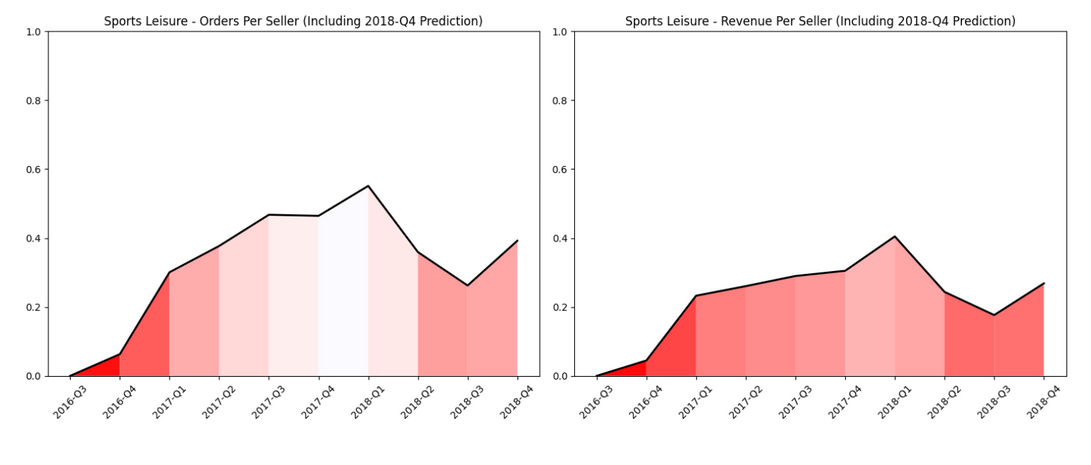 Sports Leisure - Orders Per Seller (Including 2018-Q4 Prediction)
1.0
0.8
0.6
0.4
0.2
0.0
2016-Q3
2016-Q4
2017-Q1
2017-Q2
2017-Q3
2017-Q4
2018-Q1
2018-Q2
2018-Q3
2018-Q4
Sports Leisure - Revenue Per Seller (Including 2018-Q4 Prediction)
1.0
0.8
0.6
0.4
0.2
0.0
2016-Q3
2016-Q4
2017-Q1
2017-Q2
2017-Q3
2017-Q4
2018-Q1
2018-Q2
2018-Q3
2018-Q4